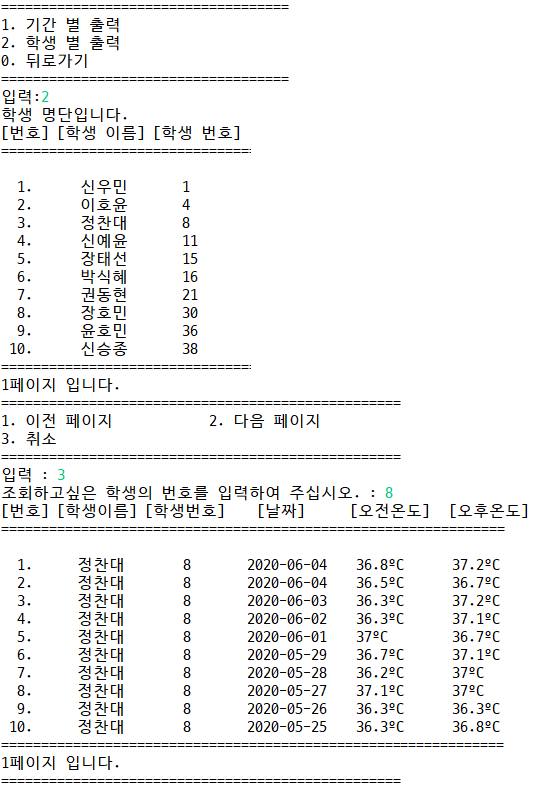 ====================================
1. 기간 별 출력
2. 학생 별 출력
0. 뒤로가기
====================================
입력:2
학생 명단입니다.
[번호] [학생 이름] [학생 번호]
===============================
1. 신우민 1
2. 이호윤 4
3. 정찬대 8
4. 신예윤 11
5. 장태선 15
6. 박식혜 16
7. 권동현 21
8. 장호민 30
9. 윤호민 36
10. 신승종 38
===============================
1페이지 입니다.
==================================================
1. 이전 페이지 2. 다음 페이지
3. 취소
==================================================
입력 : 3
조회하고싶은 학생의 번호를 입력하여 주십시오. : 8
[번호] [학생이름] [학생번호] [날짜] [오전온도] [오후온도]
===============================================================
1. 정찬대 8 2020-06-04 36.8ºC 37.2ºC
2. 정찬대 8 2020-06-04 36.5ºC 36.7ºC
3. 정찬대 8 2020-06-03 36.3ºC 37.2ºC
4. 정찬대 8 2020-06-02 36.3ºC 37.1ºC
5. 정찬대 8 2020-06-01 37ºC 36.7ºC
6. 정찬대 8 2020-05-29 36.7ºC 37.1ºC
7. 정찬대 8 2020-05-28 36.2ºC 37ºC
8. 정찬대 8 2020-05-27 37.1ºC 37ºC
9. 정찬대 8 2020-05-26 36.3ºC 36.3ºC
10. 정찬대 8 2020-05-25 36.3ºC 36.8ºC
===============================================================
1페이지 입니다.
==================================================